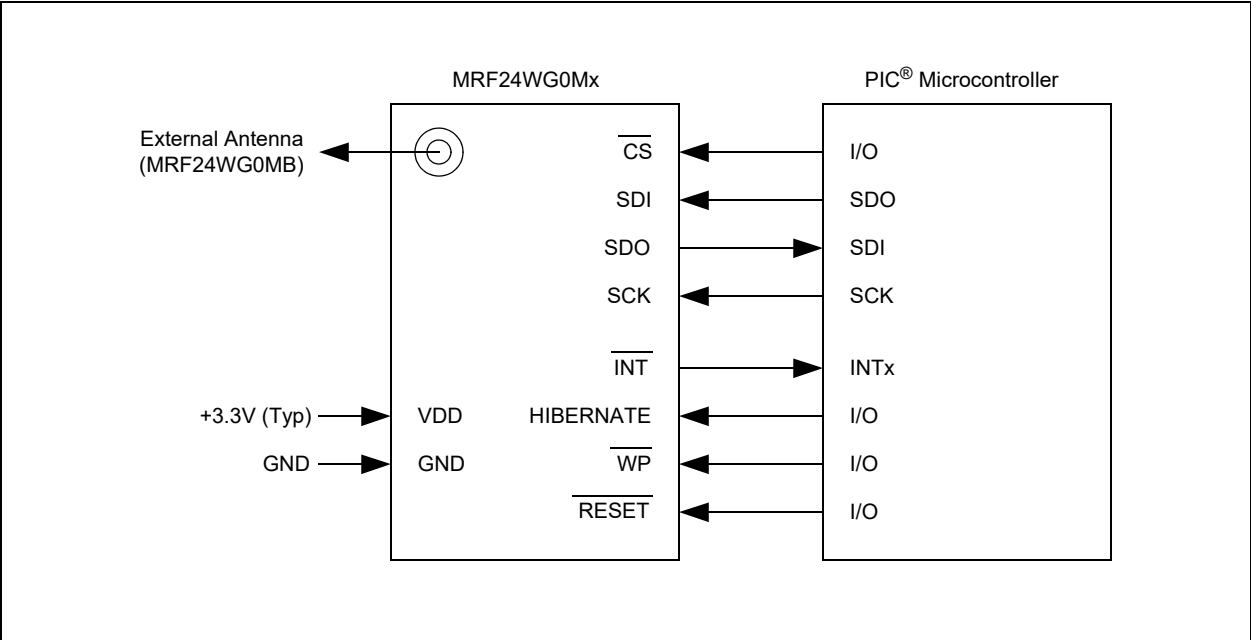 MRF24WG0Mx
PIC® Microcontroller
External Antenna
(MRF24WG0MB)
CS
I/O
SDI
SDO
SDO
SDI
SCK
SCK
INT
INTx
+3.3V (Typ)
VDD
HIBERNATE
I/O
GND
GND
WP
I/O
RESET
I/O